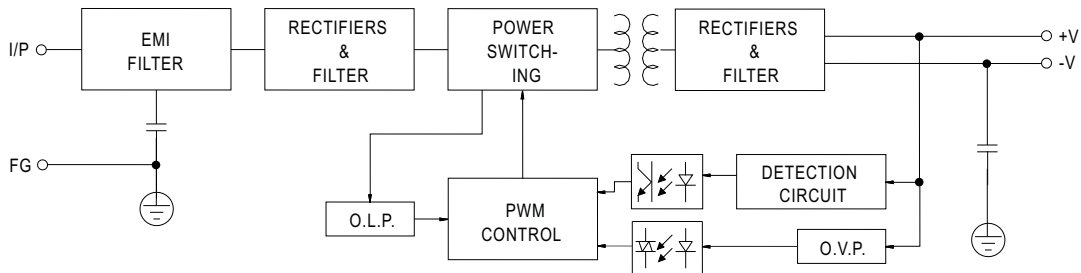 I/P
EMI
FILTER
RECTIFIERS
&
FILTER
POWER
SWITCH-
ING
RECTIFIERS
&
FILTER
+V
-V
FG
O.L.P.
PWM
CONTROL
DETECTION
CIRCUIT
O.V.P.